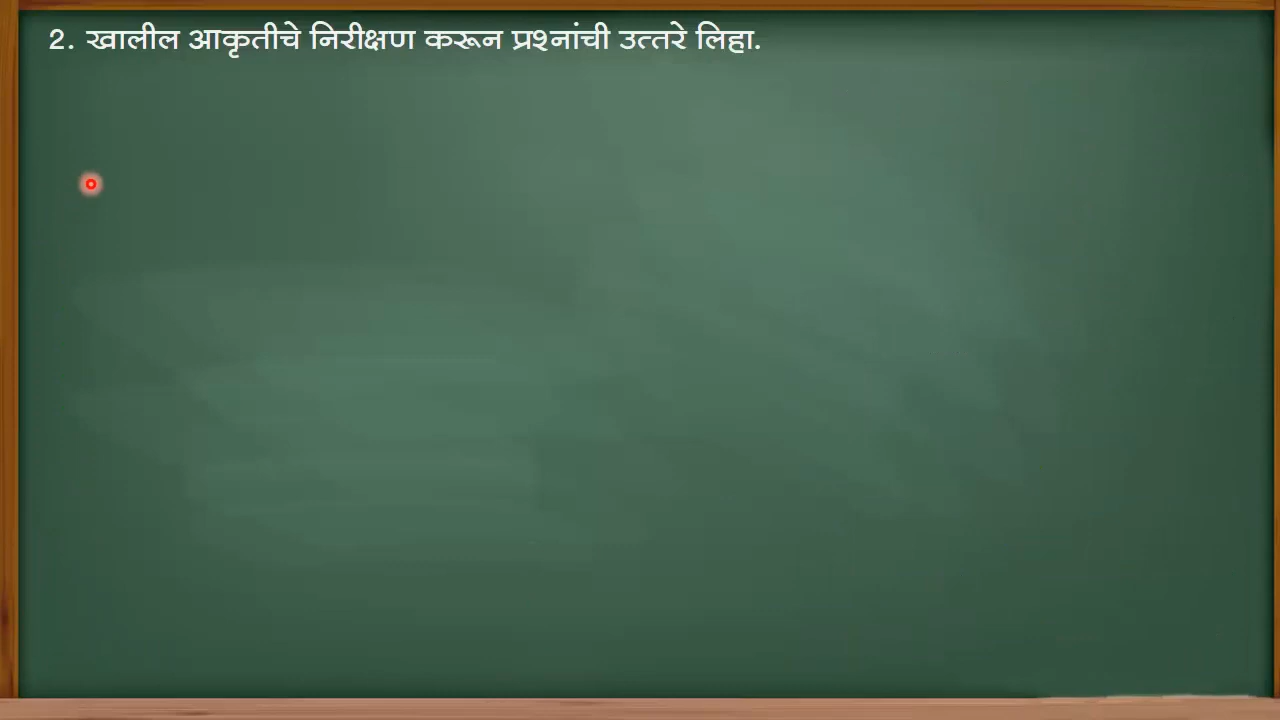 2. खालील आकृतीचे निरीक्षण करून प्रश्नांची उत्तरे लिहा.